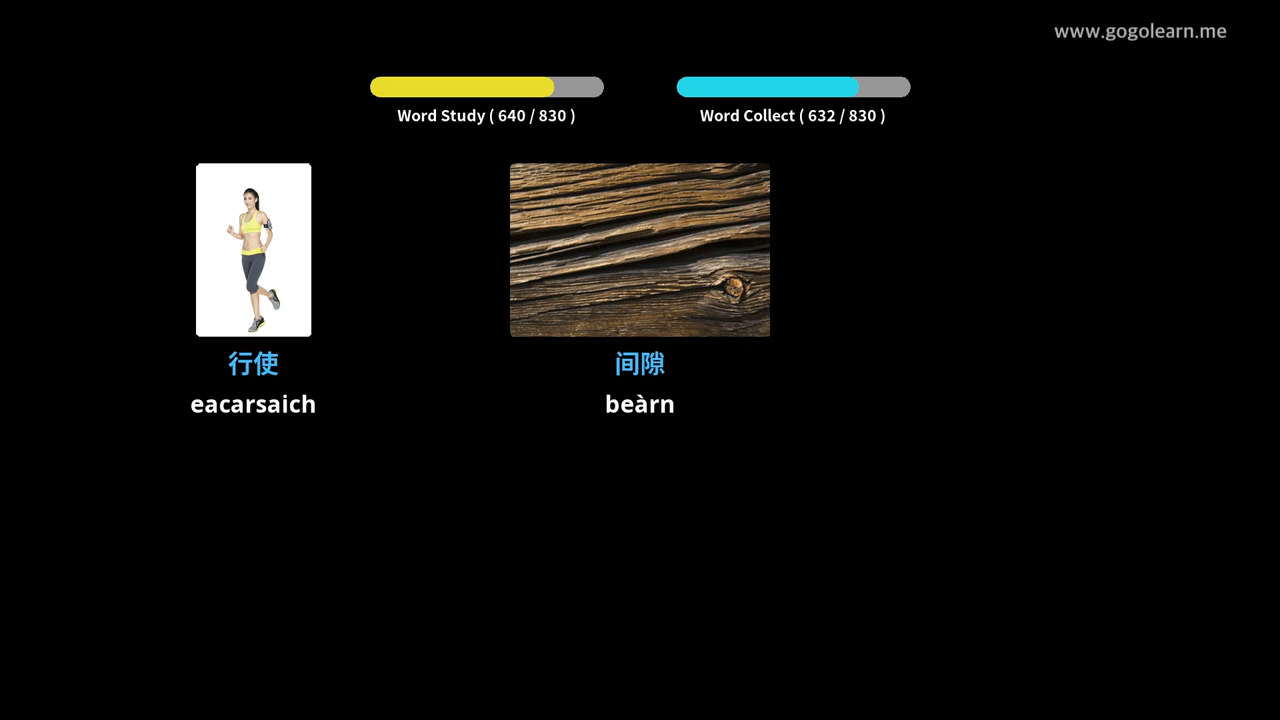 www.gogolearn.me
Word Study ( 640 / 830 )
Word Collect ( 632 / 830 )
行使
eacarsaich
间隙
beàrn